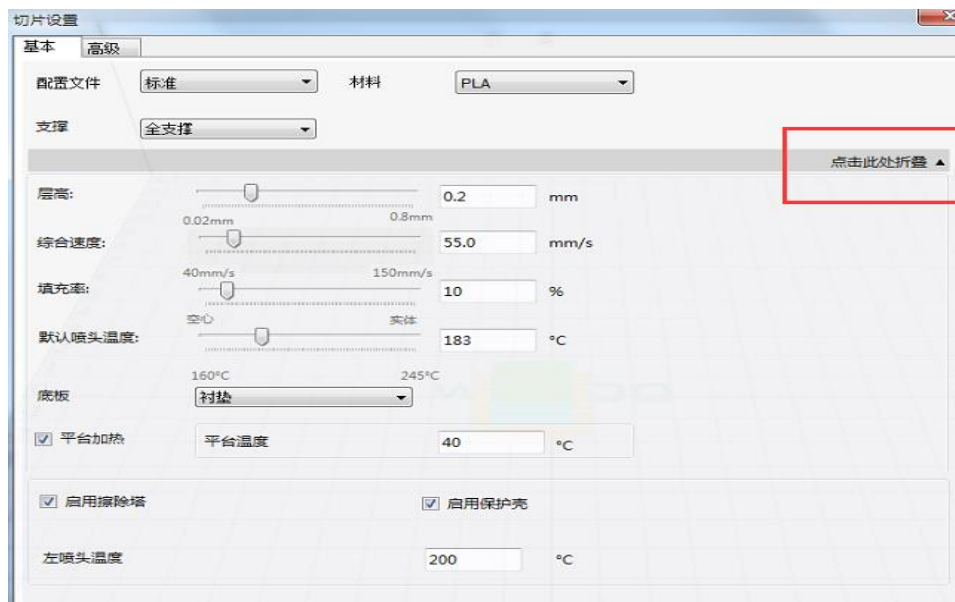 切片设置
基本 高级
配置文件 标准 材料 PLA
支撑 全支撑
点击此处折叠 ▲
层高: 0.2 mm
0.02mm 0.8mm
综合速度: 55.0 mm/s
40mm/s 150mm/s
填充率: 10 %
空心 实体
默认喷头温度: 183 °C
160°C 245°C
底板 衬垫
平台加热 平台温度 40 °C
启用擦除塔 启用保护壳
左喷头温度 200 °C